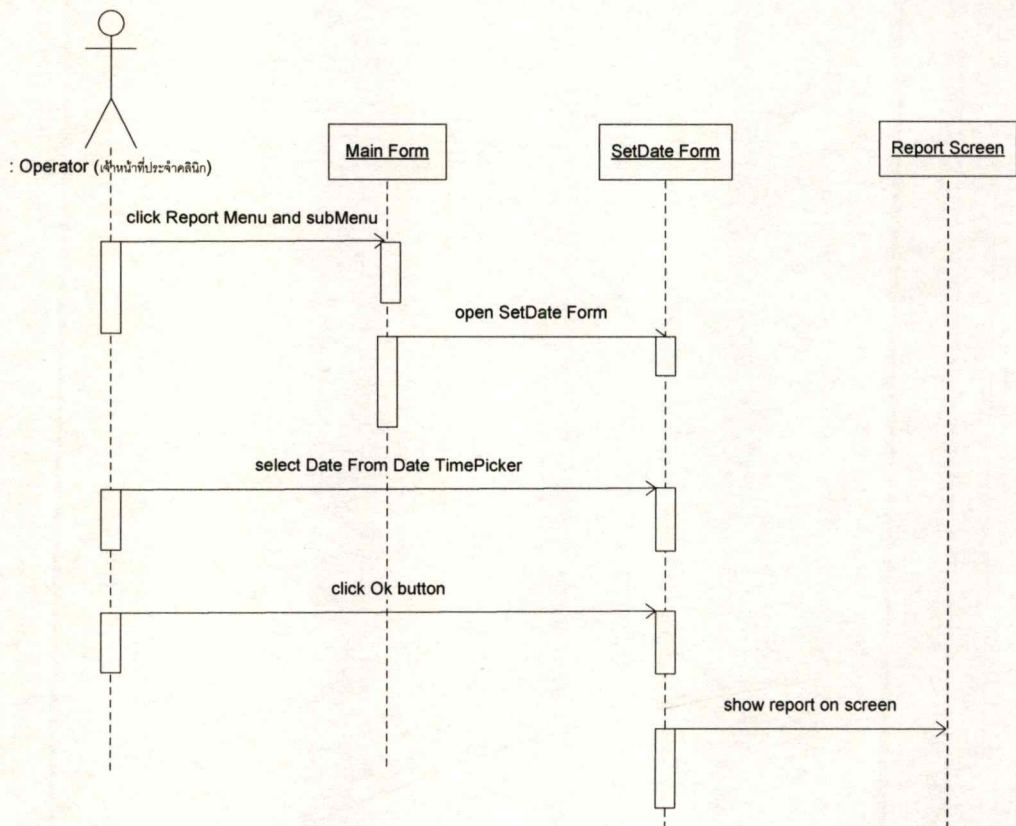 Main Form
SetDate Form
Report Screen
: Operator (เจ้าหน้าที่ประจำคลินิก)
click Report Menu and subMenu
open SetDate Form
select Date From Date TimePicker
click Ok button
show report on screen